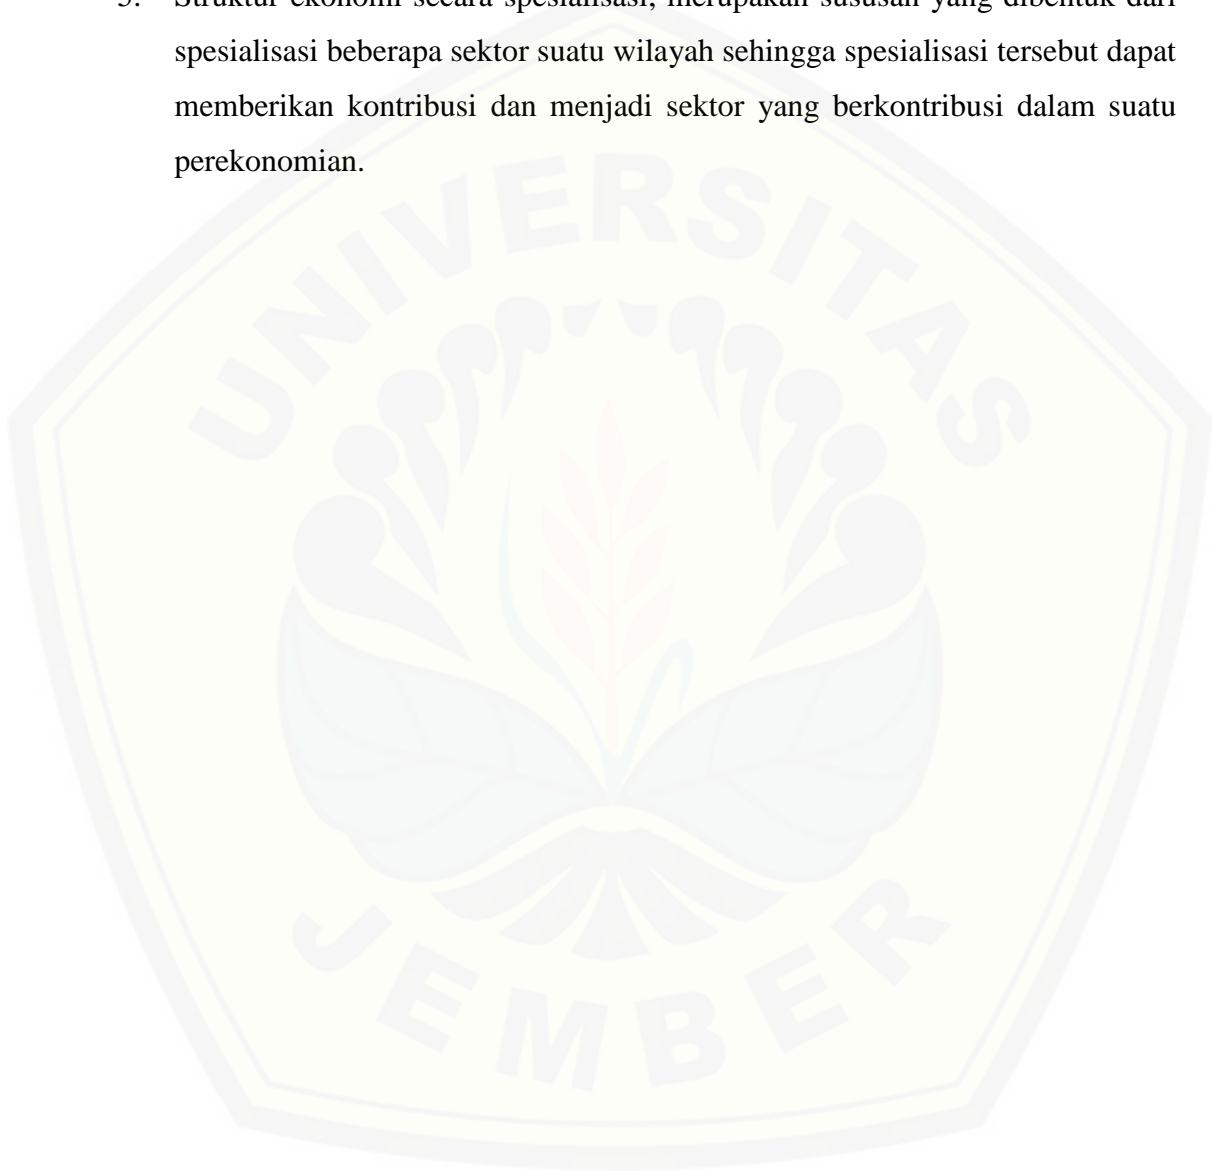 Struktur ekonomi secara spesialisasi, merupakan sususan yang dibentuk dari
spesialisasi beberapa sektor suatu wilayah sehingga spesialisasi tersebut dapat
memberikan kontribusi dan menjadi sektor yang berkontribusi dalam suatu
perekonomian.
UNIVERSITAS
JEMBER